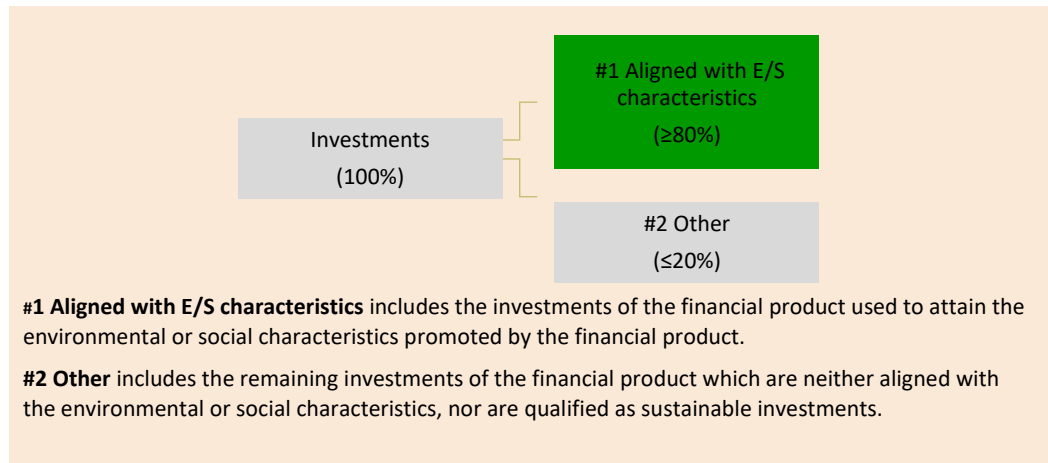 #1 Aligned with E/S
characteristics
(≥80%)
Investments
(100%)
#2 Other
(≤20%)
#1 Aligned with E/S characteristics includes the investments of the financial product used to attain the
environmental or social characteristics promoted by the financial product.
#2 Other includes the remaining investments of the financial product which are neither aligned with
the environmental or social characteristics, nor are qualified as sustainable investments.